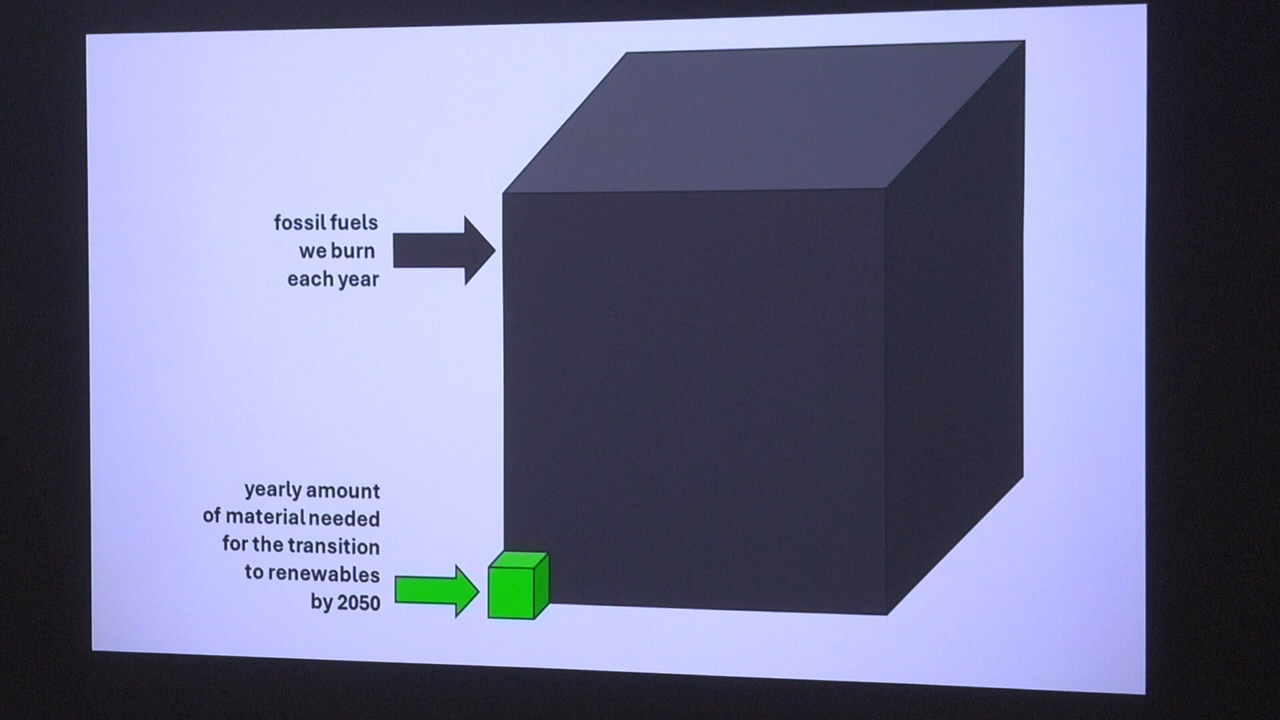 fossil fuels
we burn
each year
yearly amount
of material needed
for the transition
to renewables
by 2050